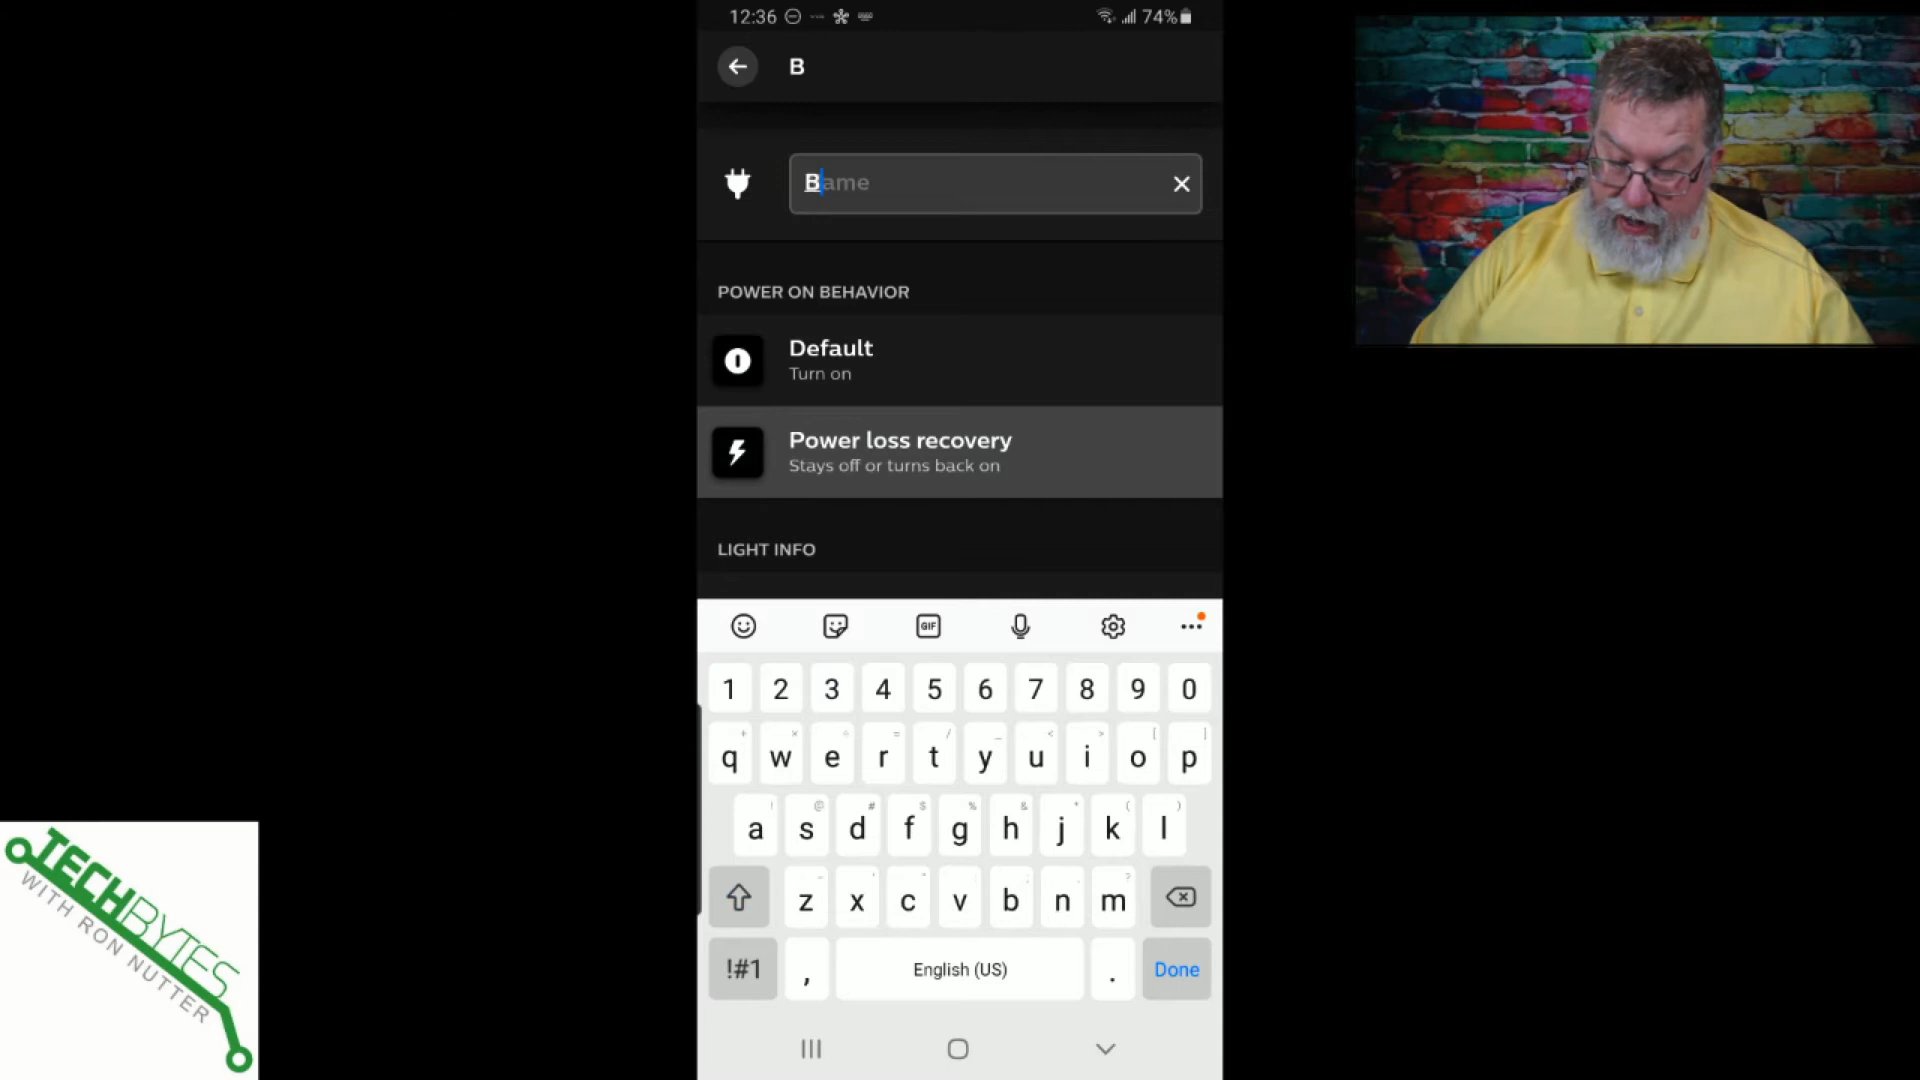 12:36 74%
B
Bame
POWER ON BEHAVIOR
Default
Turn on
Power loss recovery
Stays off or turns back on
LIGHT INFO
GIF
1 2 3 4 5 6 7 8 9 0
q w e r t y u i o p
a s d f g h j k l
z x c v b n m
!#1 , English (US) . Done
TECHBYTES
WITH RON NUTTER